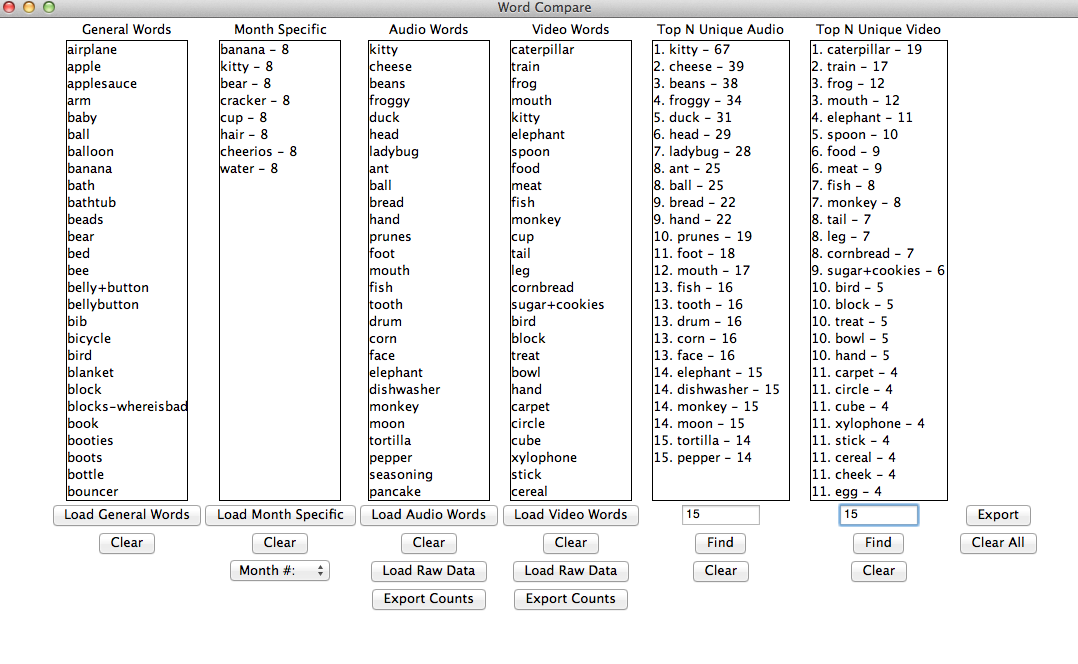 Word Compare
General Words
airplane
apple
applesauce
arm
baby
ball
balloon
banana
bath
bathtub
beads
bear
bed
bee
belly+button
bellybutton
bib
bicycle
bird
blanket
block
blocks-whereisbad
book
booties
boots
bottle
bouncer
Load General Words
Clear
Month Specific
banana - 8
kitty - 8
bear - 8
cracker - 8
cup - 8
hair - 8
cheerios - 8
water - 8
Load Month Specific
Clear
Month #:
Audio Words
kitty
cheese
beans
froggy
duck
head
ladybug
ant
ball
bread
hand
prunes
foot
mouth
fish
tooth
drum
corn
face
elephant
dishwasher
monkey
moon
tortilla
pepper
seasoning
pancake
Load Audio Words
Clear
Load Raw Data
Export Counts
Video Words
caterpillar
train
frog
mouth
kitty
elephant
spoon
food
meat
fish
monkey
cup
tail
leg
cornbread
sugar+cookies
bird
block
treat
bowl
hand
carpet
circle
cube
xylophone
stick
cereal
Load Video Words
Clear
Load Raw Data
Export Counts
Top N Unique Audio
1. kitty - 67
2. cheese - 39
3. beans - 38
4. froggy - 34
5. duck - 31
6. head - 29
7. ladybug - 28
8. ant - 25
8. ball - 25
9. bread - 22
9. hand - 22
10. prunes - 19
11. foot - 18
12. mouth - 17
13. fish - 16
13. tooth - 16
13. drum - 16
13. corn - 16
13. face - 16
14. elephant - 15
14. dishwasher - 15
14. monkey - 15
14. moon - 15
15. tortilla - 14
15. pepper - 14
15
Find
Clear
Top N Unique Video
1. caterpillar - 19
2. train - 17
3. frog - 12
3. mouth - 12
4. elephant - 11
5. spoon - 10
6. food - 9
6. meat - 9
7. fish - 8
7. monkey - 8
8. tail - 7
8. leg - 7
8. cornbread - 7
9. sugar+cookies - 6
10. bird - 5
10. block - 5
10. treat - 5
10. bowl - 5
10. hand - 5
11. carpet - 4
11. circle - 4
11. cube - 4
11. xylophone - 4
11. stick - 4
11. cereal - 4
11. cheek - 4
11. egg - 4
15
Find
Clear
Export
Clear All